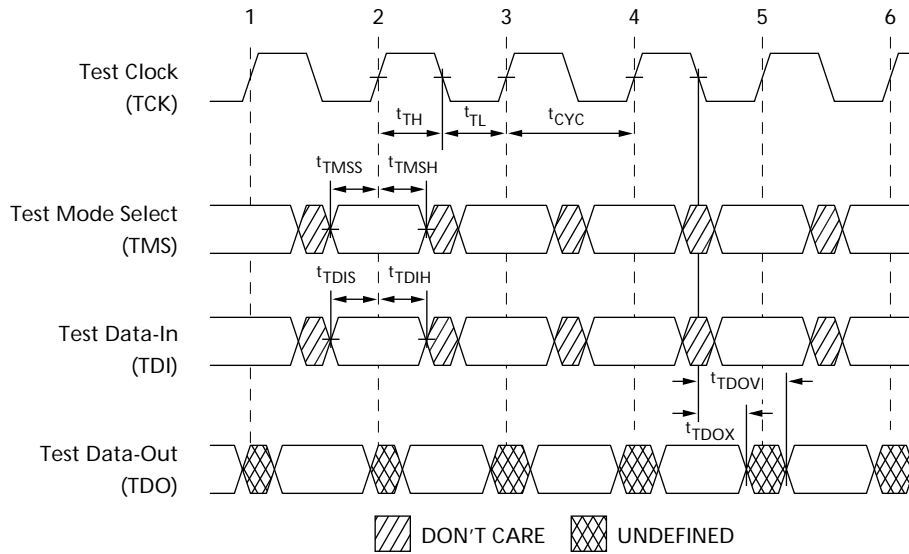 1 2 3 4 5 6
Test Clock
(TCK)
tTH tTL tCYC
tTMSS tTMSH
Test Mode Select
(TMS)
tTDIS tTDIH
Test Data-In
(TDI)
tTDOV
tTDOX
Test Data-Out
(TDO)
DON'T CARE UNDEFINED